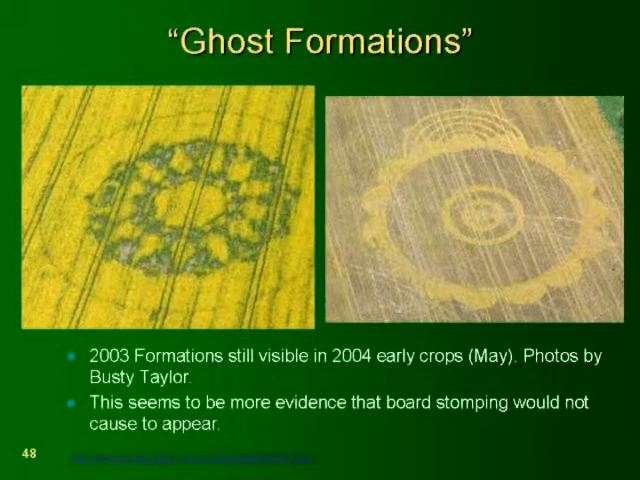 “Ghost Formations”
2003 Formations still visible in 2004 early crops (May). Photos by
Busty Taylor.
This seems to be more evidence that board stomping would not
cause to appear.
48